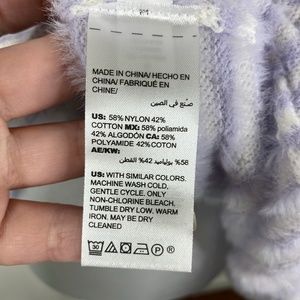 MADE IN CHINA/ HECHO EN
CHINA/ FABRIQUÉ EN
CHINE/
صنع في الصين
US: 58% NYLON 42%
COTTON MX: 58% poliamida
42% ALGODÓN CA: 58%
POLYAMIDE 42%COTON
AE/KW:
58% بوليامید 42% القطن
US: WITH SIMILAR COLORS.
MACHINE WASH COLD,
GENTLE CYCLE. ONLY
NON-CHLORINE BLEACH.
TUMBLE DRY LOW. WARM
IRON. MAY BE DRY
CLEANED
30